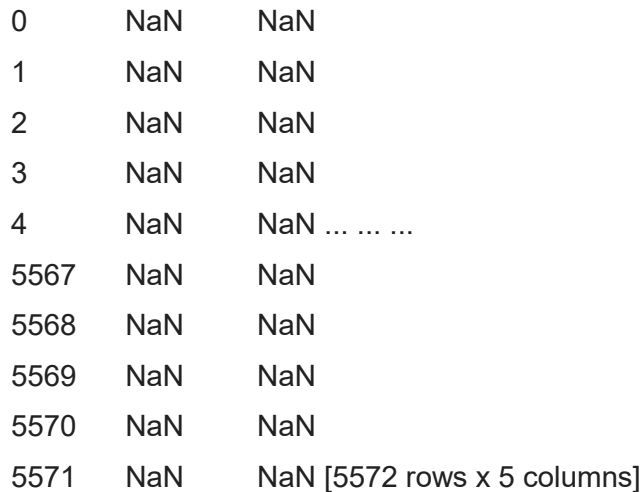 0 NaN NaN
1 NaN NaN
2 NaN NaN
3 NaN NaN
4 NaN NaN ... ... ...
5567 NaN NaN
5568 NaN NaN
5569 NaN NaN
5570 NaN NaN
5571 NaN NaN [5572 rows x 5 columns]